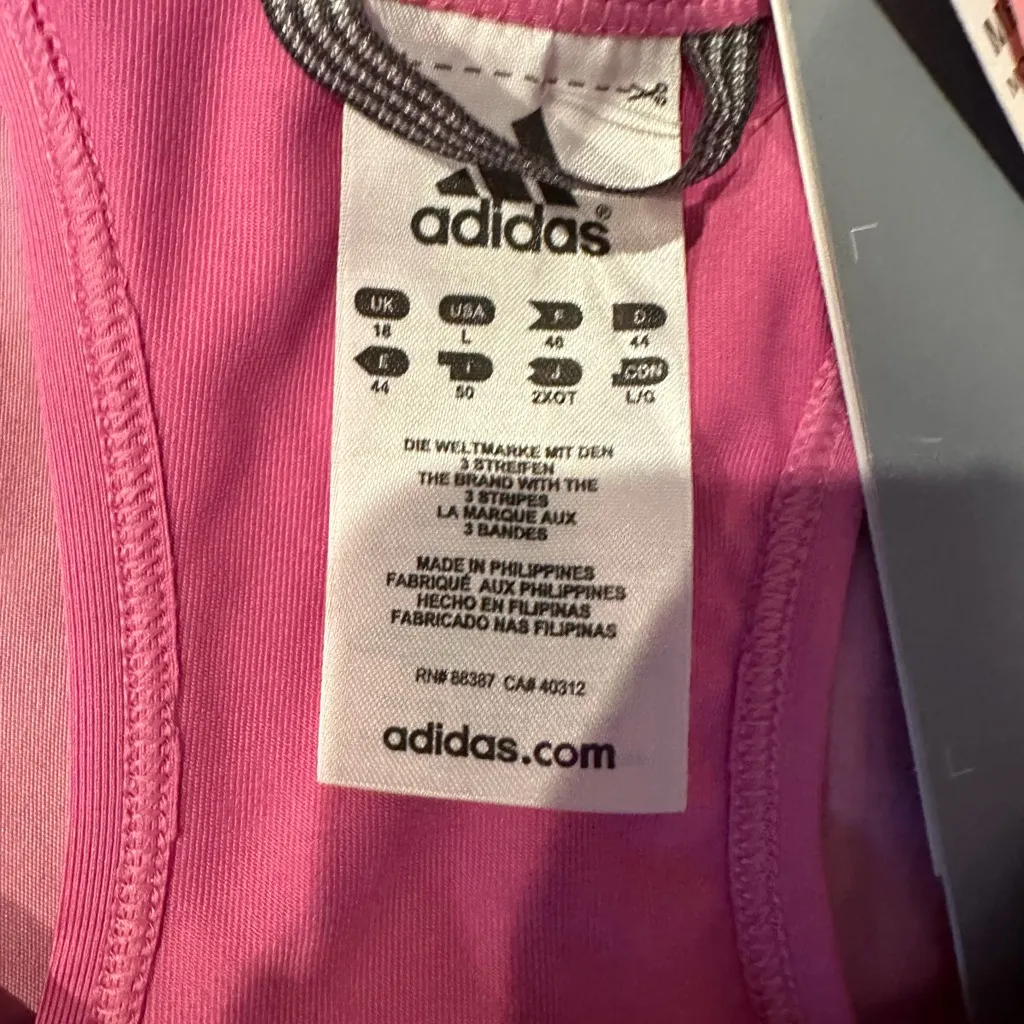 adidas®
UK USA F D
18 L 46 44
E I J CDN
44 50 2XOT L/G
DIE WELTMARKE MIT DEN
3 STREIFEN
THE BRAND WITH THE
3 STRIPES
LA MARQUE AUX
3 BANDES
MADE IN PHILIPPINES
FABRIQUÉ AUX PHILIPPINES
HECHO EN FILIPINAS
FABRICADO NAS FILIPINAS
RN# 88387 CA# 40312
adidas.com